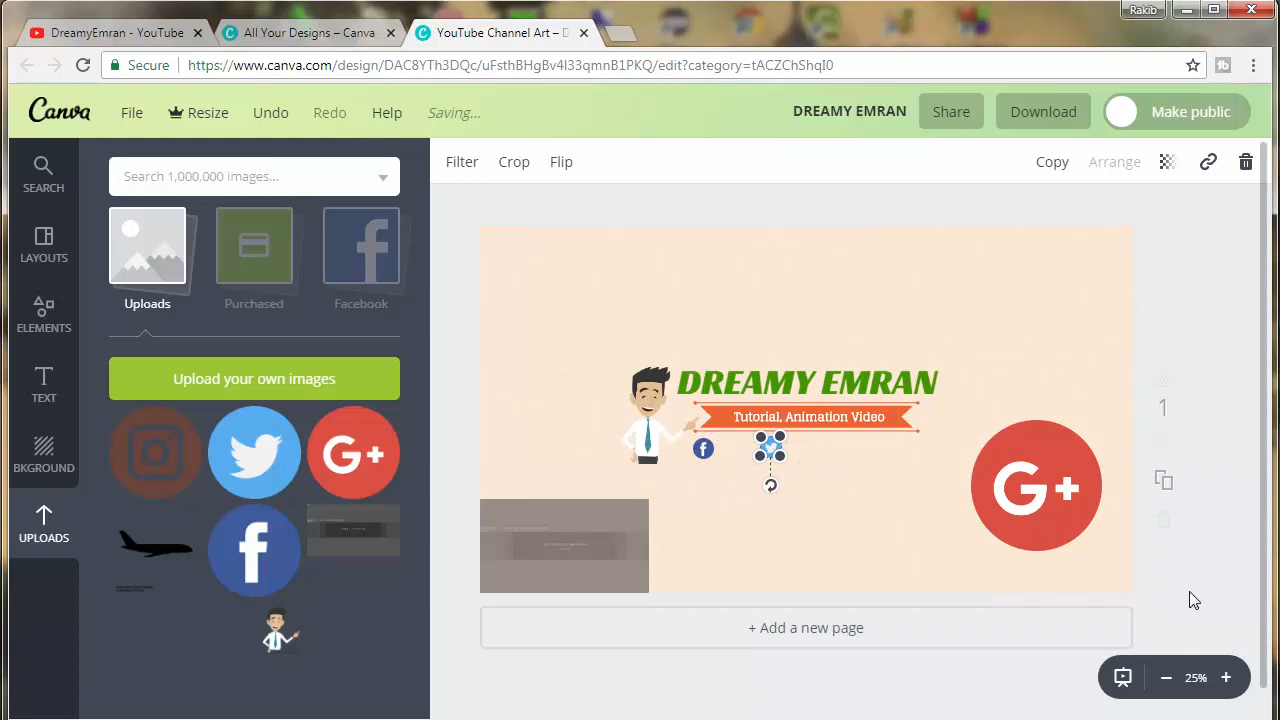 Rakib
DreamyEmran - YouTube
All Your Designs – Canva
YouTube Channel Art – D
Secure
https://www.canva.com/design/DAC8YTh3DQc/uFsthBHgBv4I33qmnB1PKQ/edit?category=tACZChShqI0
Canva
File
Resize
Undo
Redo
Help
Saving...
DREAMY EMRAN
Share
Download
Make public
SEARCH
LAYOUTS
ELEMENTS
TEXT
BKGROUND
UPLOADS
Search 1,000,000 images...
Uploads
Purchased
Facebook
Upload your own images
G+
f
Filter
Crop
Flip
Copy
Arrange
DREAMY EMRAN
Tutorial, Animation Video
f
G+
1
+ Add a new page
25%